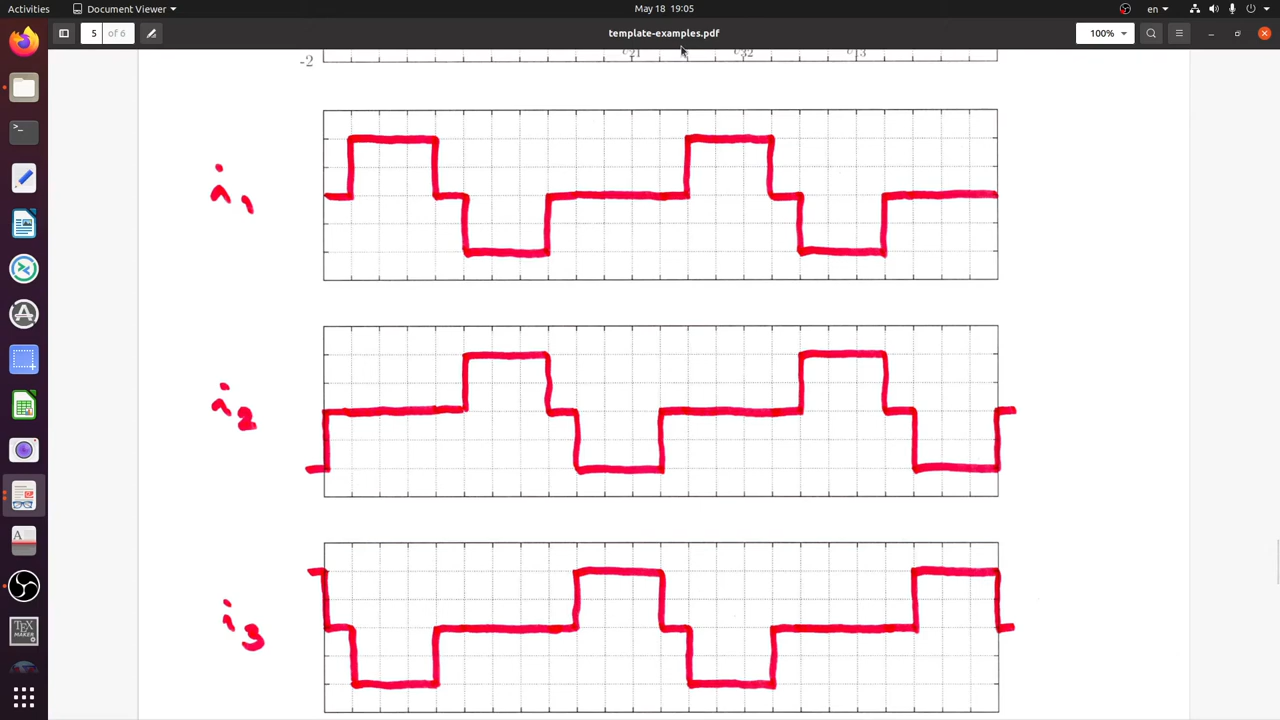 Activities Document Viewer May 18 19:05 en
5 of 6 template-examples.pdf 100%
-2
i1
i2
i3